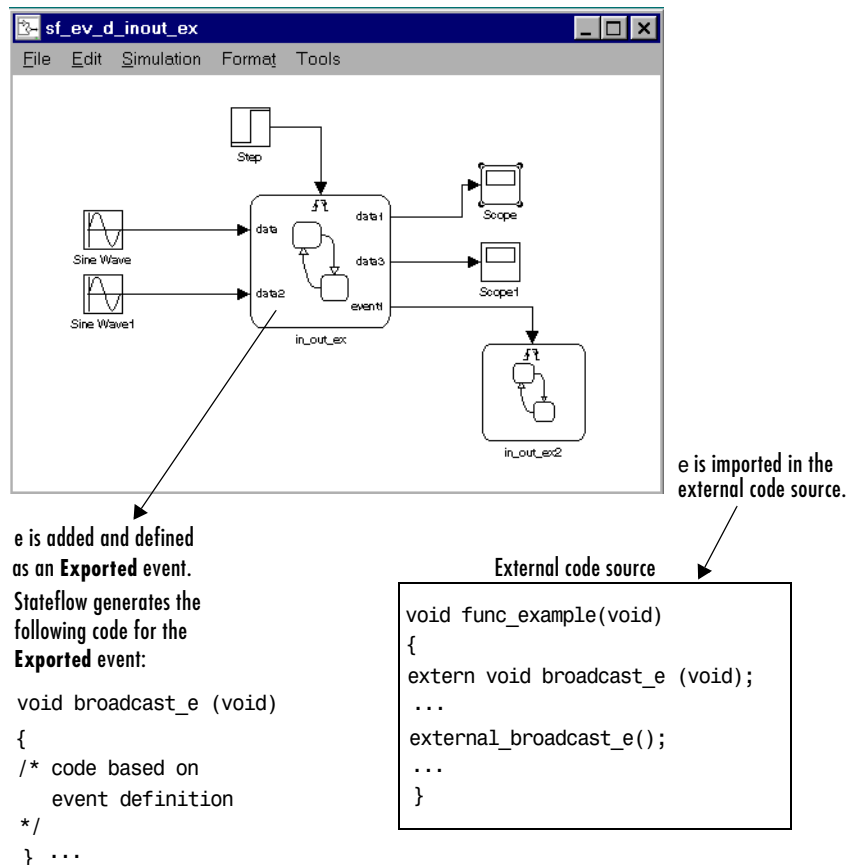 sf_ev_d_inout_ex
File Edit Simulation Format Tools
Step
Sine Wave
Sine Wave1
data
data2
data1
data3
event1
in_out_ex
Scope
Scope1
in_out_ex2
e is imported in the
external code source.
e is added and defined
as an Exported event.
Stateflow generates the
following code for the
Exported event:
void broadcast_e (void)
{
/* code based on
event definition
*/
} ...
External code source
void func_example(void)
{
extern void broadcast_e (void);
...
external_broadcast_e();
...
}